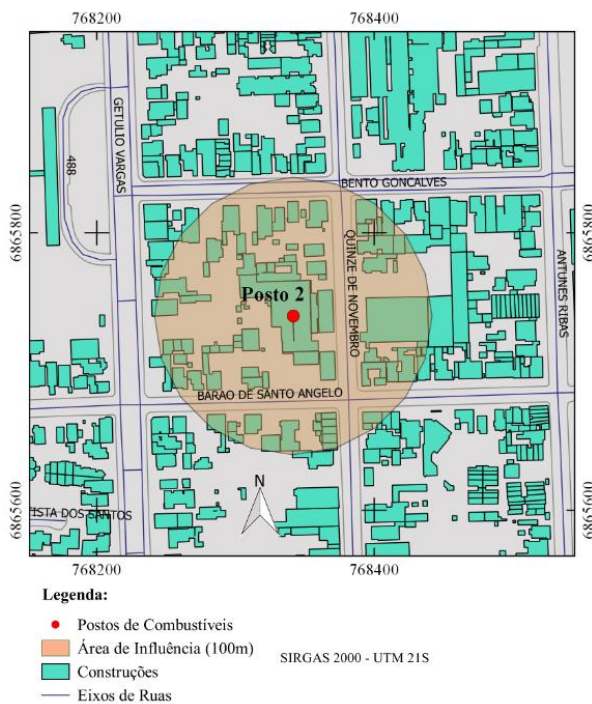 768200 768400
GETULIO VARGAS
488
BENTO GONCALVES
6865800 6865800
QUINZE DE NOVEMBRO
ANTUNES RIBAS
Posto 2
BARAO DE SANTO ANGELO
N
6865600 6865600
ISTA DOS SANTOS
768200 768400
Legenda:
Postos de Combustíveis
Área de Influência (100m)
SIRGAS 2000 - UTM 21S
Construções
Eixos de Ruas